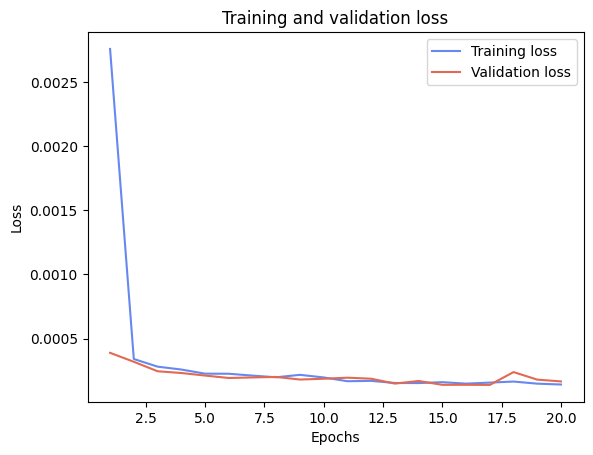 Training and validation loss
Training loss
Validation loss
0.0025
0.0020
0.0015
0.0010
0.0005
Loss
2.5 5.0 7.5 10.0 12.5 15.0 17.5 20.0
Epochs